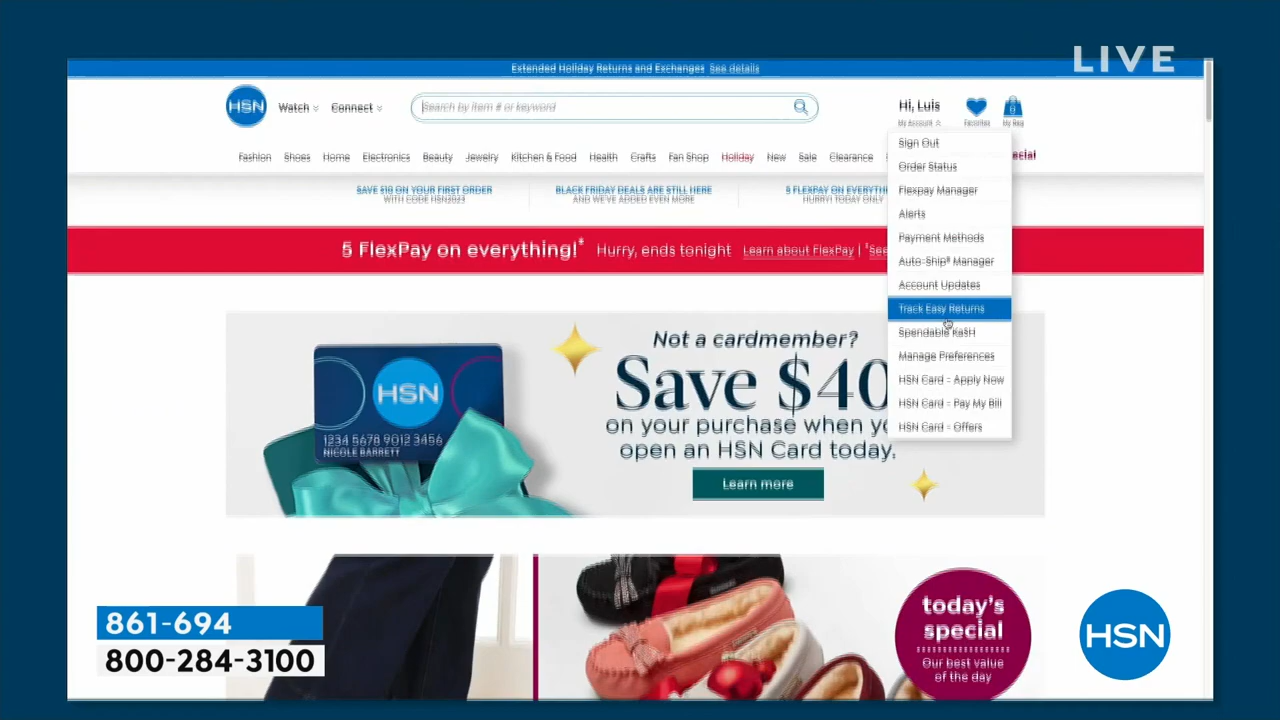 LIVE
Extended Holiday Returns and Exchanges See details
HSN Watch Connect Search by item # or keyword Hi, Luis
My Account Favorites My Bag
0
Fashion Shoes Home Electronics Beauty Jewelry Kitchen & Food Health Crafts Fan Shop Holiday New Sale Clearance
Sign Out
Order Status
Flexpay Manager
Alerts
Payment Methods
Auto-Ship® Manager
Account Updates
Track Easy Returns
Spendable Ka$H
Manage Preferences
HSN Card - Apply Now
HSN Card - Pay My Bill
HSN Card - Offers
SAVE $10 ON YOUR FIRST ORDER
WITH CODE HSN2023
BLACK FRIDAY DEALS ARE STILL HERE
AND WE'VE ADDED EVEN MORE
5 FLEXPAY ON EVERYTHI
HURRY! TODAY ONLY
5 FlexPay on everything!* Hurry, ends tonight Learn about FlexPay | †See
HSN
1234 5678 9012 3456
NICOLE BARRETT
Not a cardmember?
Save $40
on your purchase when yo
open an HSN Card today.
Learn more
today's
special
Our best value
of the day
861-694
800-284-3100
HSN